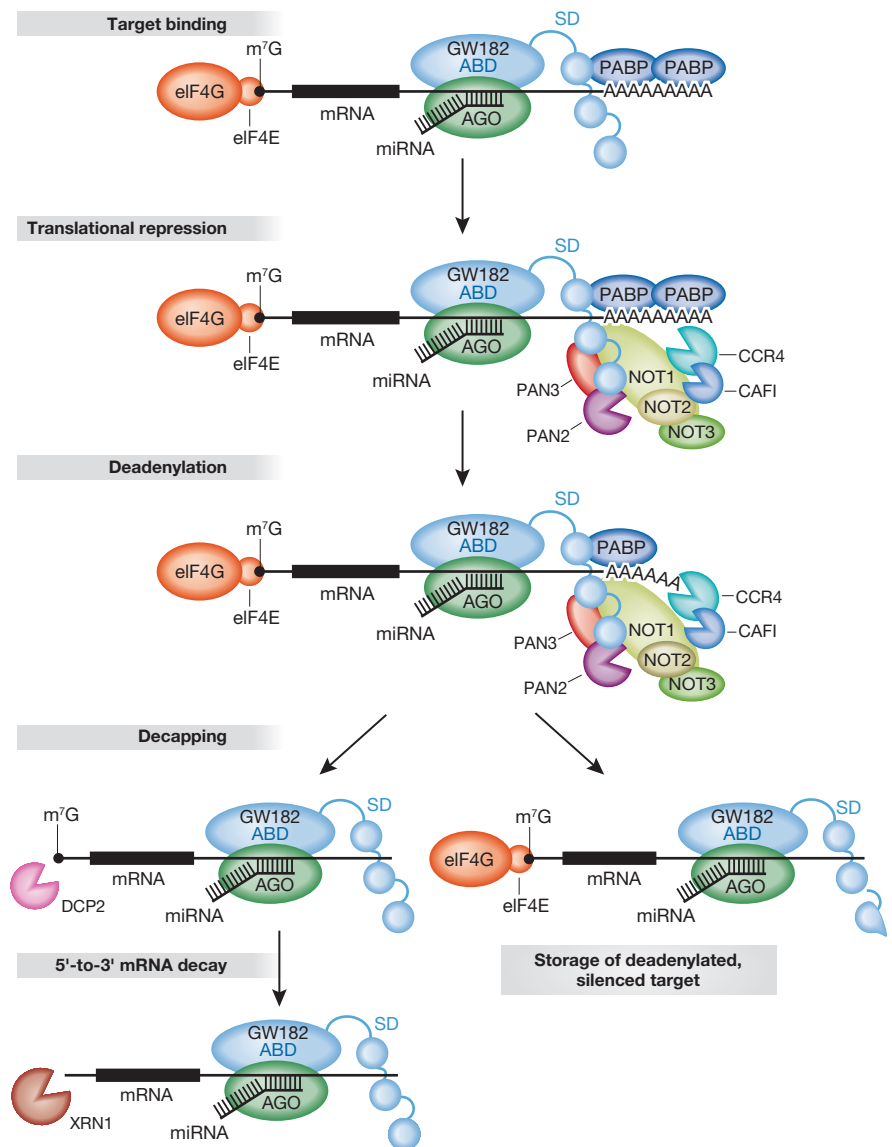 Target binding
m7G
GW182
ABD
SD
PABP
PABP
eIF4G
AAAAAAAAA
eIF4E
mRNA
AGO
miRNA
Translational repression
m7G
GW182
ABD
SD
PABP
PABP
eIF4G
AAAAAAAAA
eIF4E
mRNA
AGO
miRNA
CCR4
NOT1
PAN3
CAFI
NOT2
PAN2
NOT3
Deadenylation
m7G
GW182
ABD
SD
PABP
eIF4G
AAAAAA
eIF4E
mRNA
AGO
miRNA
CCR4
NOT1
PAN3
CAFI
NOT2
PAN2
NOT3
Decapping
m7G
GW182
ABD
SD
mRNA
AGO
DCP2
miRNA
m7G
GW182
ABD
SD
eIF4G
mRNA
AGO
eIF4E
miRNA
Storage of deadenylated,
silenced target
5'-to-3' mRNA decay
GW182
ABD
SD
mRNA
AGO
XRN1
miRNA